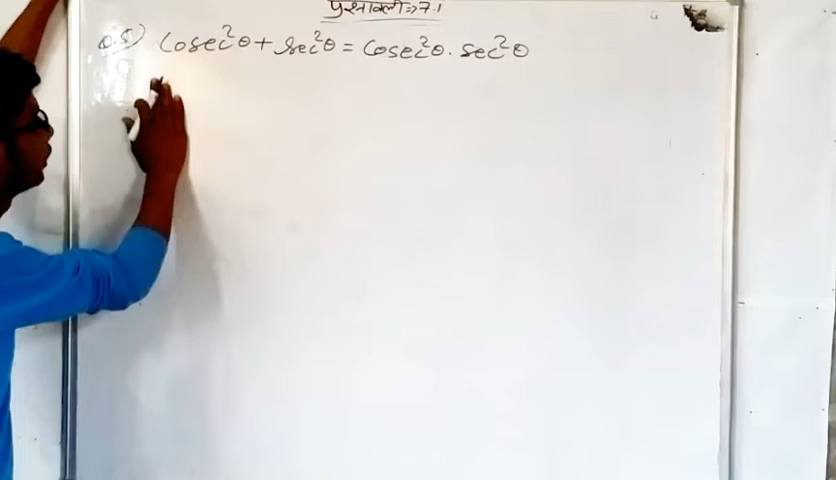 प्रश्नावली⇒7.1
Q.5) Cosec²θ + Sec²θ = Cosec²θ . sec²θ